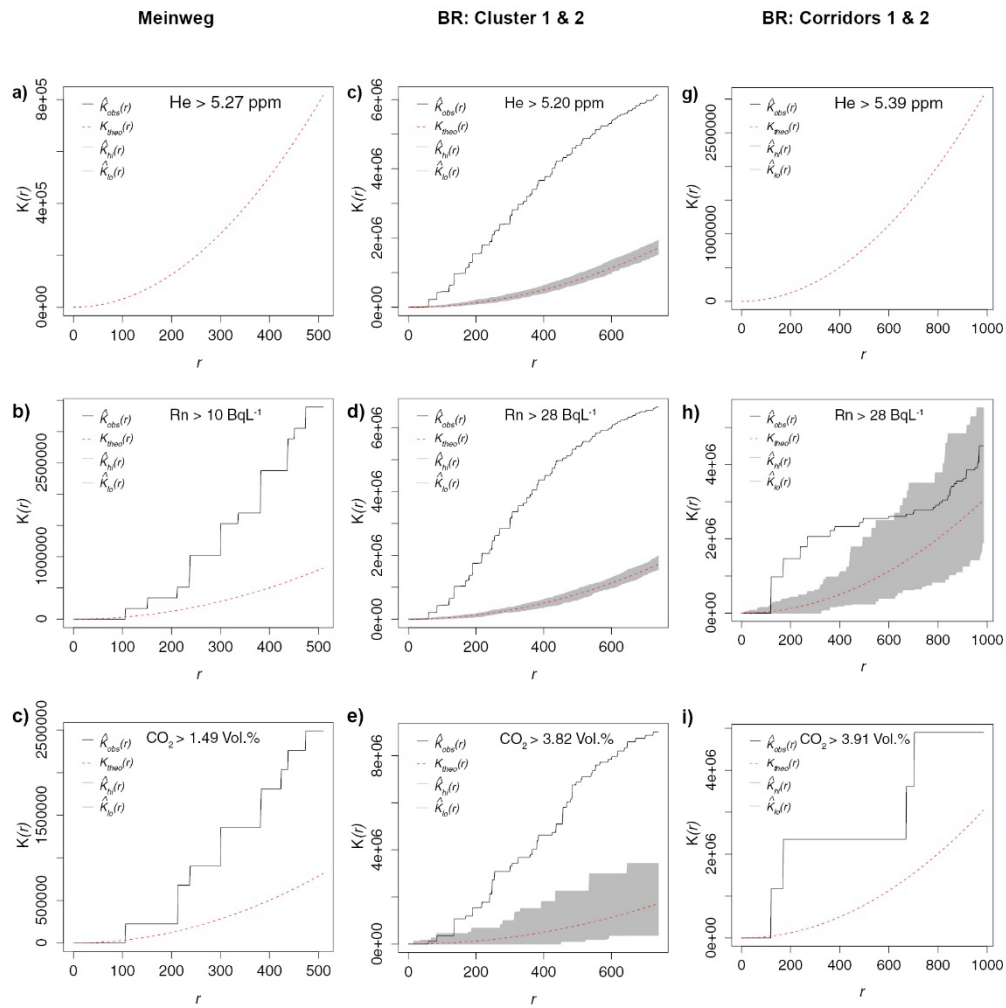 Meinweg
BR: Cluster 1 & 2
BR: Corridors 1 & 2
a)
He > 5.27 ppm
K̂obs(r)
Ktheo(r)
K̂hi(r)
K̂lo(r)
K(r)
0e+00 4e+05 8e+05
0 100 200 300 400 500
r
c)
He > 5.20 ppm
K̂obs(r)
Ktheo(r)
K̂hi(r)
K̂lo(r)
K(r)
0e+00 2e+06 4e+06 6e+06
0 200 400 600
r
g)
He > 5.39 ppm
K̂obs(r)
Ktheo(r)
K̂hi(r)
K̂lo(r)
K(r)
0 1000000 2500000
0 200 400 600 800 1000
r
b)
Rn > 10 BqL⁻¹
K̂obs(r)
Ktheo(r)
K̂hi(r)
K̂lo(r)
K(r)
0 1000000 2500000
0 100 200 300 400 500
r
d)
Rn > 28 BqL⁻¹
K̂obs(r)
Ktheo(r)
K̂hi(r)
K̂lo(r)
K(r)
0e+00 2e+06 4e+06 6e+06
0 200 400 600
r
h)
Rn > 28 BqL⁻¹
K̂obs(r)
Ktheo(r)
K̂hi(r)
K̂lo(r)
K(r)
0e+00 2e+06 4e+06
0 200 400 600 800 1000
r
c)
CO₂ > 1.49 Vol.%
K̂obs(r)
Ktheo(r)
K̂hi(r)
K̂lo(r)
K(r)
0 500000 1500000 2500000
0 100 200 300 400 500
r
e)
CO₂ > 3.82 Vol.%
K̂obs(r)
Ktheo(r)
K̂hi(r)
K̂lo(r)
K(r)
0e+00 4e+06 8e+06
0 200 400 600
r
i)
CO₂ > 3.91 Vol.%
K̂obs(r)
Ktheo(r)
K̂hi(r)
K̂lo(r)
K(r)
0e+00 2e+06 4e+06
0 200 400 600 800 1000
r